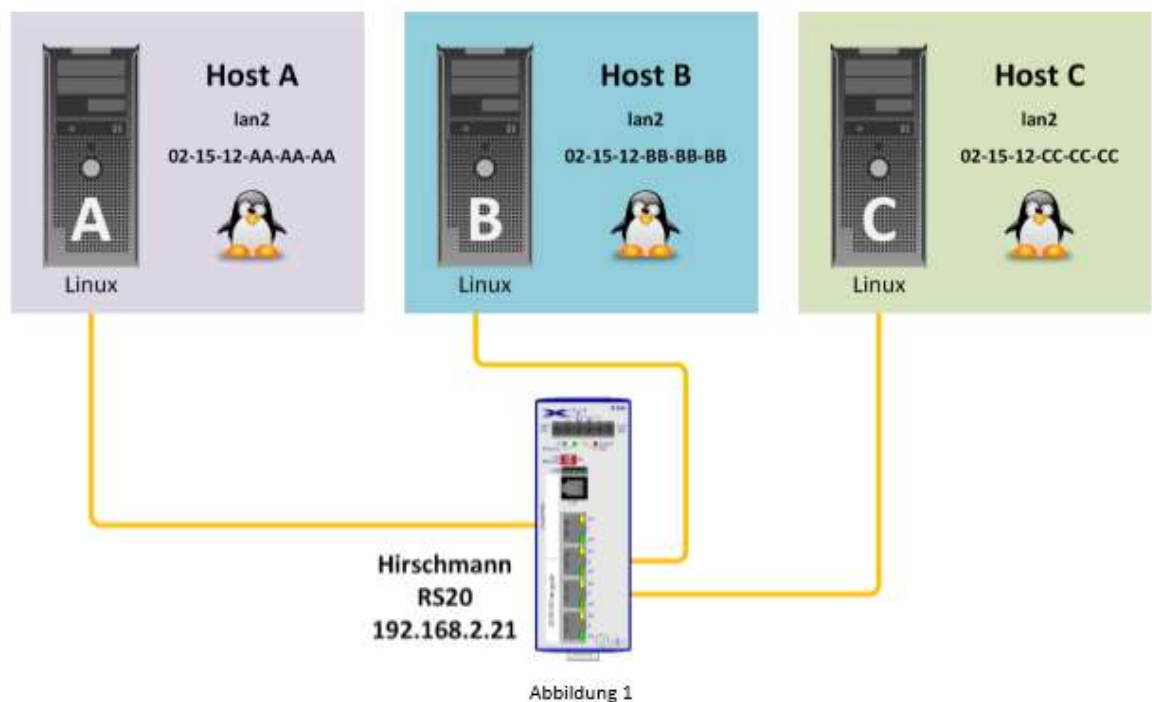 Host A
lan2
02-15-12-AA-AA-AA
A
Linux
Host B
lan2
02-15-12-BB-BB-BB
B
Linux
Host C
lan2
02-15-12-CC-CC-CC
C
Linux
Hirschmann
RS20
192.168.2.21
Abbildung 1